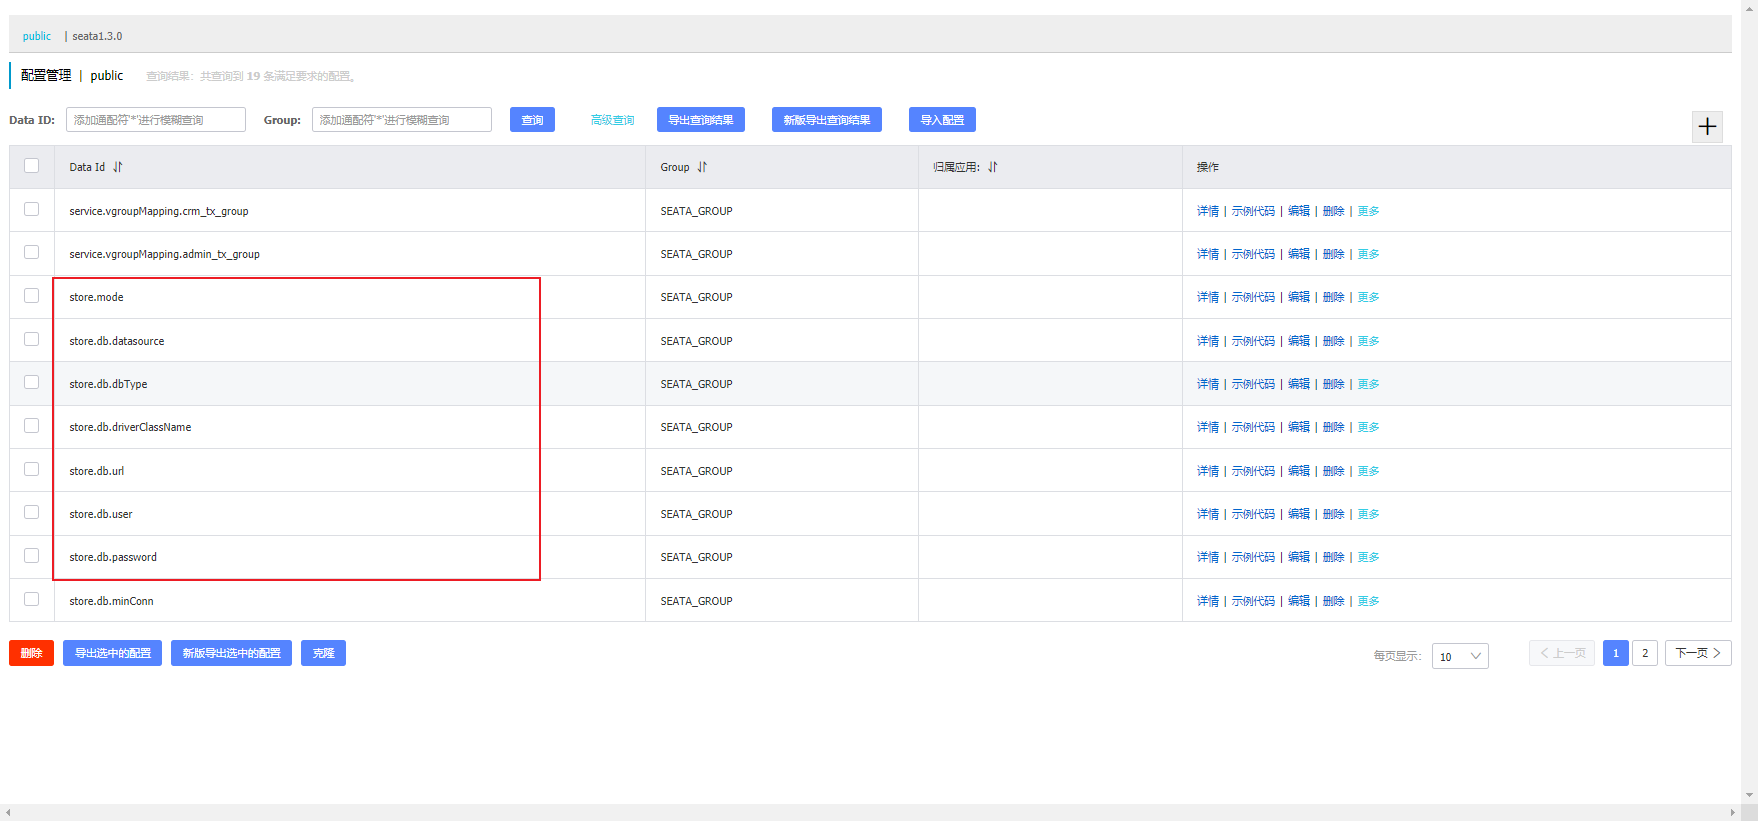 public | seata1.3.0
配置管理 | public 查询结果：共查询到 19 条满足要求的配置。
Data ID: 添加通配符'*'进行模糊查询 Group: 添加通配符'*'进行模糊查询 查询 高级查询 导出查询结果 新版导出查询结果 导入配置
Data Id Group 归属应用: 操作
service.vgroupMapping.crm_tx_group SEATA_GROUP 详情 | 示例代码 | 编辑 | 删除 | 更多
service.vgroupMapping.admin_tx_group SEATA_GROUP 详情 | 示例代码 | 编辑 | 删除 | 更多
store.mode SEATA_GROUP 详情 | 示例代码 | 编辑 | 删除 | 更多
store.db.datasource SEATA_GROUP 详情 | 示例代码 | 编辑 | 删除 | 更多
store.db.dbType SEATA_GROUP 详情 | 示例代码 | 编辑 | 删除 | 更多
store.db.driverClassName SEATA_GROUP 详情 | 示例代码 | 编辑 | 删除 | 更多
store.db.url SEATA_GROUP 详情 | 示例代码 | 编辑 | 删除 | 更多
store.db.user SEATA_GROUP 详情 | 示例代码 | 编辑 | 删除 | 更多
store.db.password SEATA_GROUP 详情 | 示例代码 | 编辑 | 删除 | 更多
store.db.minConn SEATA_GROUP 详情 | 示例代码 | 编辑 | 删除 | 更多
删除 导出选中的配置 新版导出选中的配置 克隆 每页显示: 10 上一页 1 2 下一页